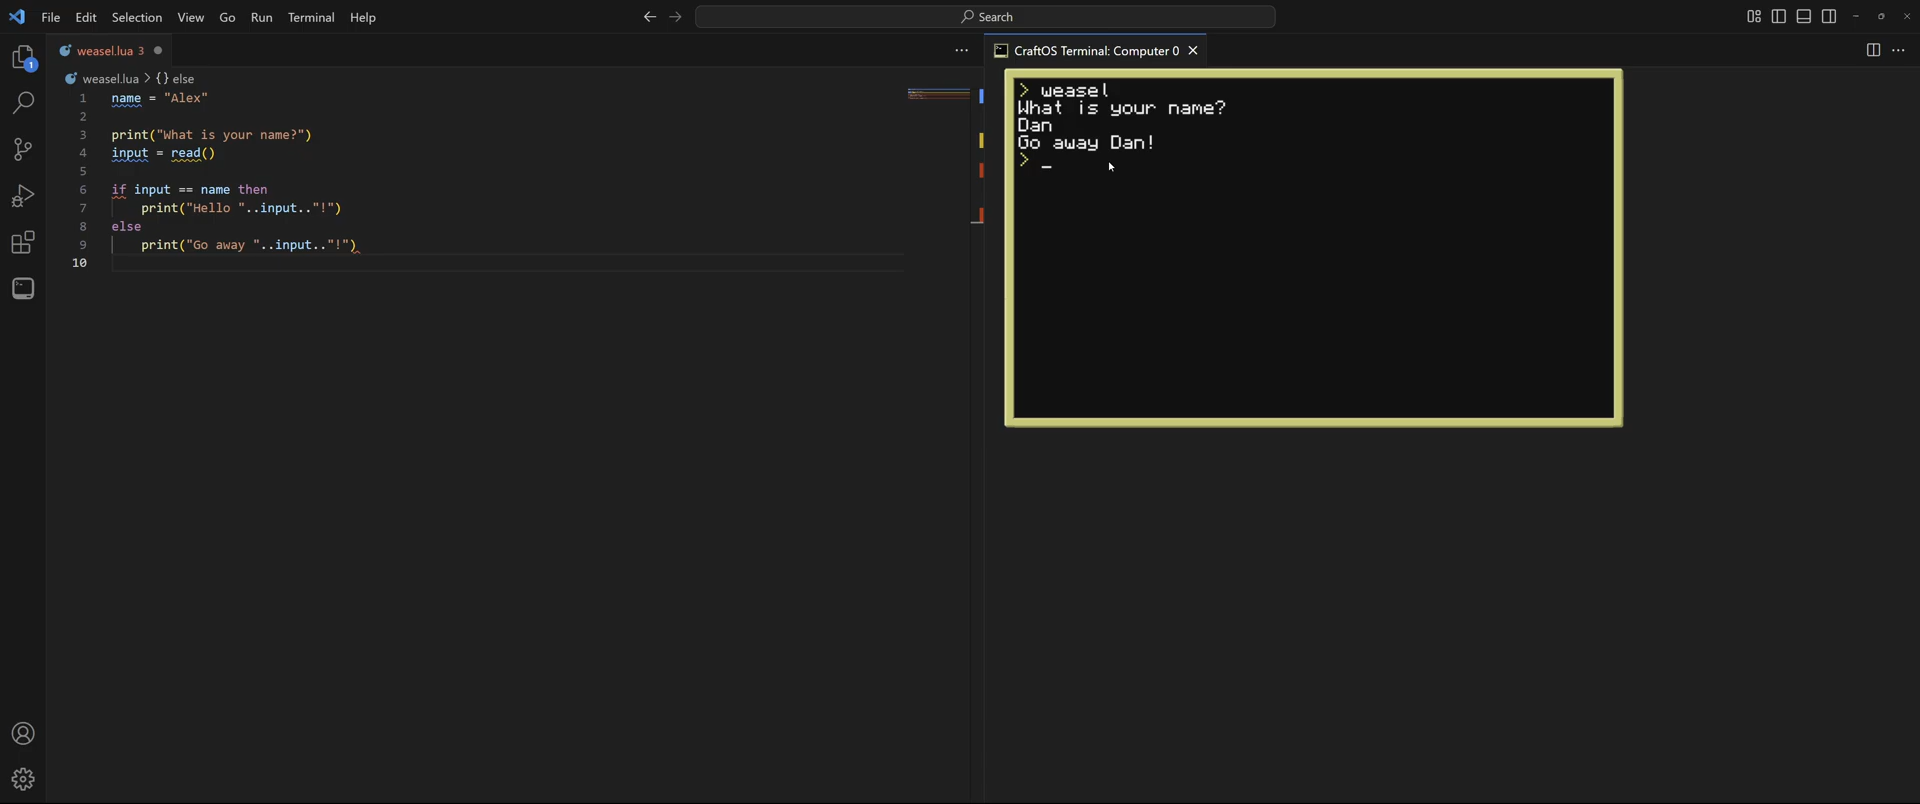 File Edit Selection View Go Run Terminal Help
Search
weasel.lua 3
CraftOS Terminal: Computer 0
1
weasel.lua > {} else
1 name = "Alex"
2
3 print("What is your name?")
4 input = read()
5
6 if input == name then
7 print("Hello "..input.."!")
8 else
9 print("Go away "..input.."!")
10
> weasel
What is your name?
Dan
Go away Dan!
> _